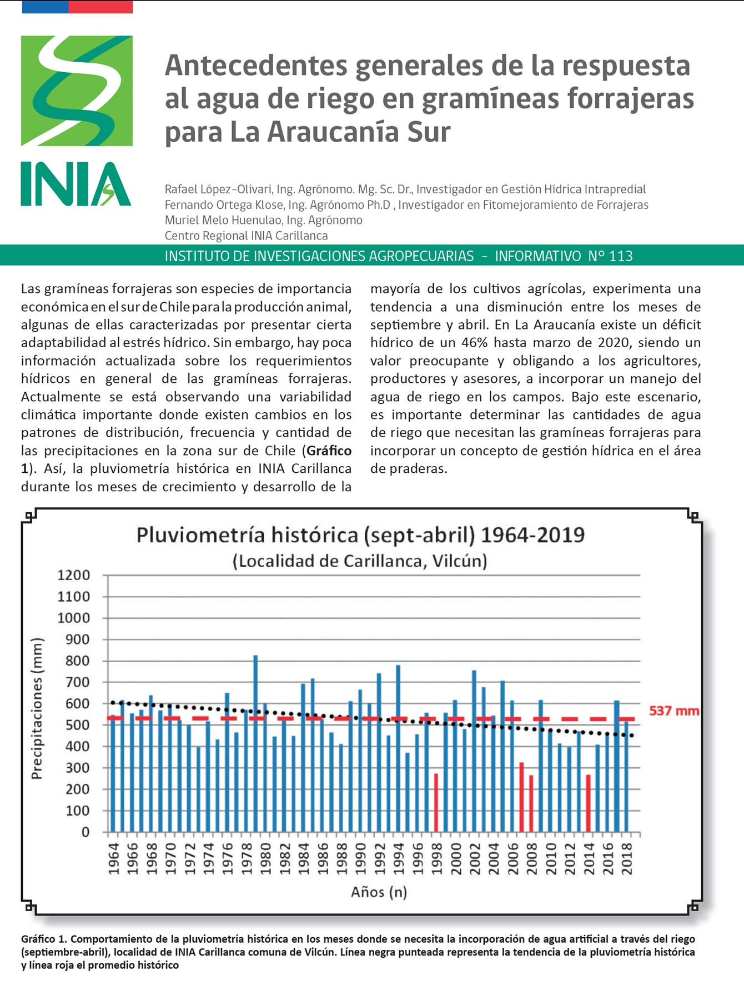 Antecedentes generales de la respuesta
al agua de riego en gramíneas forrajeras
para La Araucanía Sur
INIA
Rafael López-Olivari, Ing. Agrónomo. Mg. Sc. Dr., Investigador en Gestión Hídrica Intrapredial
Fernando Ortega Klose, Ing. Agrónomo Ph.D , Investigador en Fitomejoramiento de Forrajeras
Muriel Melo Huenulao, Ing. Agrónomo
Centro Regional INIA Carillanca
INSTITUTO DE INVESTIGACIONES AGROPECUARIAS - INFORMATIVO N° 113
Las gramíneas forrajeras son especies de importancia
económica en el sur de Chile para la producción animal,
algunas de ellas caracterizadas por presentar cierta
adaptabilidad al estrés hídrico. Sin embargo, hay poca
información actualizada sobre los requerimientos
hídricos en general de las gramíneas forrajeras.
Actualmente se está observando una variabilidad
climática importante donde existen cambios en los
patrones de distribución, frecuencia y cantidad de
las precipitaciones en la zona sur de Chile (Gráfico
1). Así, la pluviometría histórica en INIA Carillanca
durante los meses de crecimiento y desarrollo de la
mayoría de los cultivos agrícolas, experimenta una
tendencia a una disminución entre los meses de
septiembre y abril. En La Araucanía existe un déficit
hídrico de un 46% hasta marzo de 2020, siendo un
valor preocupante y obligando a los agricultores,
productores y asesores, a incorporar un manejo del
agua de riego en los campos. Bajo este escenario,
es importante determinar las cantidades de agua
de riego que necesitan las gramíneas forrajeras para
incorporar un concepto de gestión hídrica en el área
de praderas.
Pluviometría histórica (sept-abril) 1964-2019
(Localidad de Carillanca, Vilcún)
Precipitaciones (mm)
1200
1100
1000
900
800
700
600
500
400
300
200
100
0
537 mm
1964
1966
1968
1970
1972
1974
1976
1978
1980
1982
1984
1986
1988
1990
1992
1994
1996
1998
2000
2002
2004
2006
2008
2010
2012
2014
2016
2018
Años (n)
Gráfico 1. Comportamiento de la pluviometría histórica en los meses donde se necesita la incorporación de agua artificial a través del riego
(septiembre-abril), localidad de INIA Carillanca comuna de Vilcún. Línea negra punteada representa la tendencia de la pluviometría histórica
y línea roja el promedio histórico